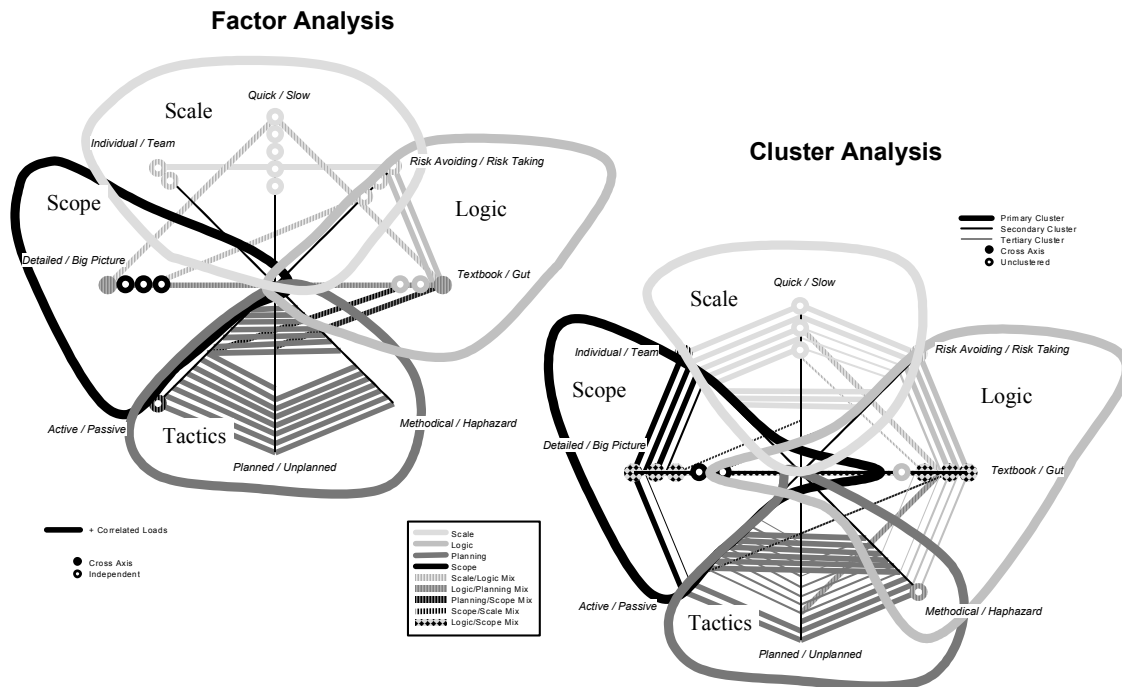 Factor Analysis
Scale
Quick / Slow
Individual / Team
Risk Avoiding / Risk Taking
Scope
Logic
Detailed / Big Picture
Textbook / Gut
Active / Passive
Tactics
Methodical / Haphazard
Planned / Unplanned
+ Correlated Loads
Cross Axis
Independent
Scale
Logic
Planning
Scope
Scale/Logic Mix
Logic/Planning Mix
Planning/Scope Mix
Scope/Scale Mix
Logic/Scope Mix
Cluster Analysis
Primary Cluster
Secondary Cluster
Tertiary Cluster
Cross Axis
Unclustered
Scale
Quick / Slow
Individual / Team
Risk Avoiding / Risk Taking
Scope
Logic
Detailed / Big Picture
Textbook / Gut
Active / Passive
Tactics
Methodical / Haphazard
Planned / Unplanned